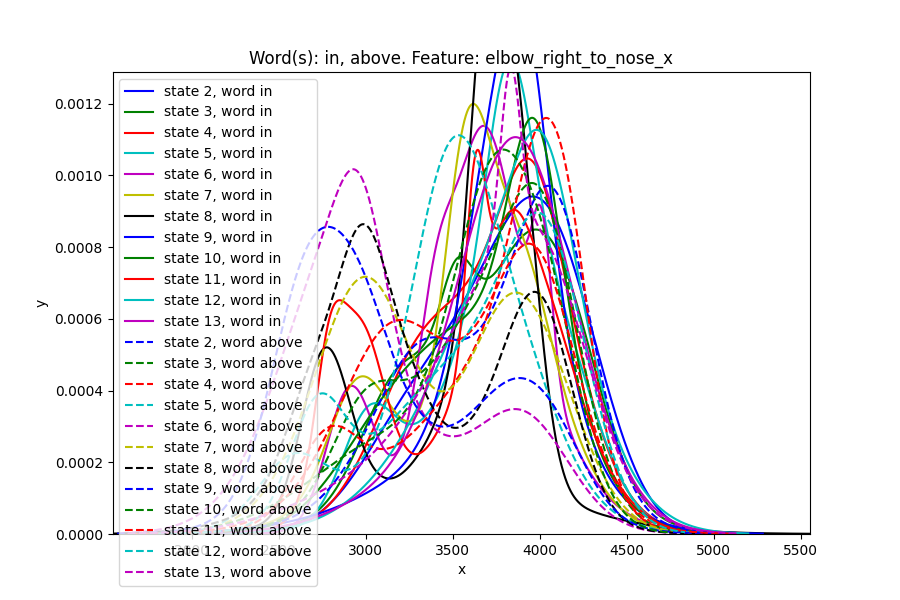 Word(s): in, above. Feature: elbow_right_to_nose_x
y
0.0012
0.0010
0.0008
0.0006
0.0004
0.0002
0.0000
state 2, word in
state 3, word in
state 4, word in
state 5, word in
state 6, word in
state 7, word in
state 8, word in
state 9, word in
state 10, word in
state 11, word in
state 12, word in
state 13, word in
state 2, word above
state 3, word above
state 4, word above
state 5, word above
state 6, word above
state 7, word above
state 8, word above
state 9, word above
state 10, word above
state 11, word above
state 12, word above
state 13, word above
3000 3500 4000 4500 5000 5500
x